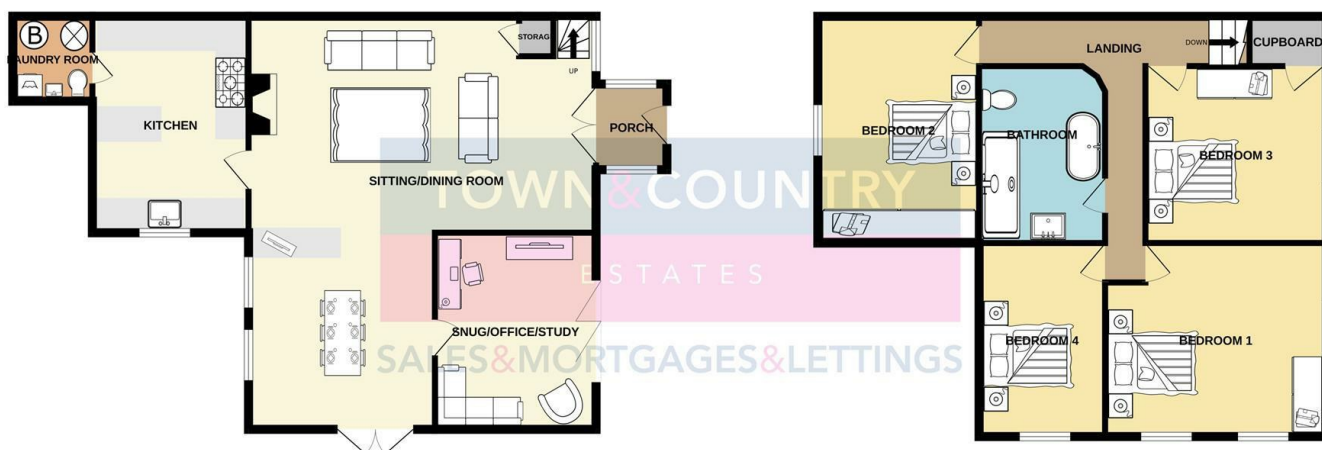 B
LAUNDRY ROOM
KITCHEN
STORAG
UP
PORCH
SITTING/DINING ROOM
SNUG/OFFICE/STUDY
LANDING
DOWN
CUPBOARD
BEDROOM 2
BATHROOM
BEDROOM 3
BEDROOM 4
BEDROOM 1
TOWN&COUNTRY
ESTATES
SALES&MORTGAGES&LETTINGS